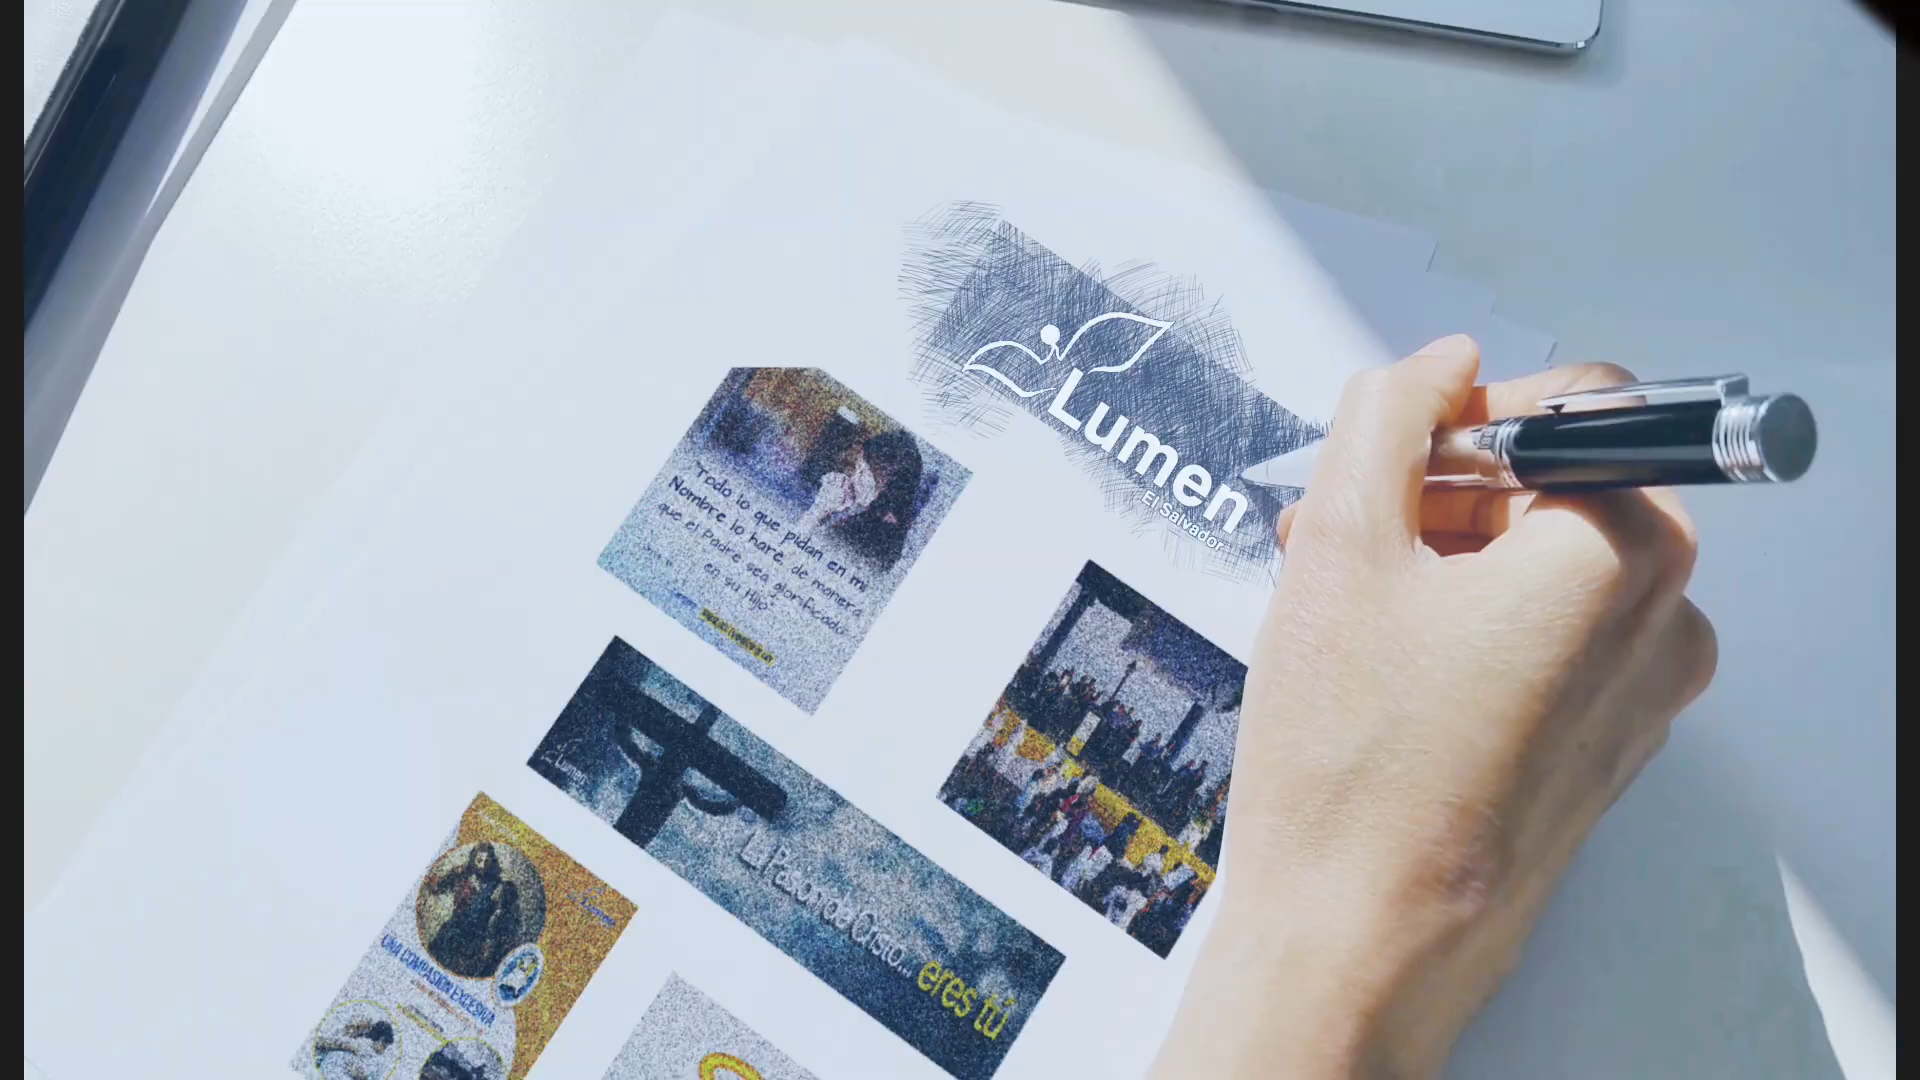 Lumen
El Salvador
"Todo lo que pidan en mi
Nombre lo haré, de manera
que el Padre sea glorificado
en su Hijo"
Lumen
La Pasión de Cristo...
eres tú
Lumen
UNA COMPASIÓN EXCESIVA